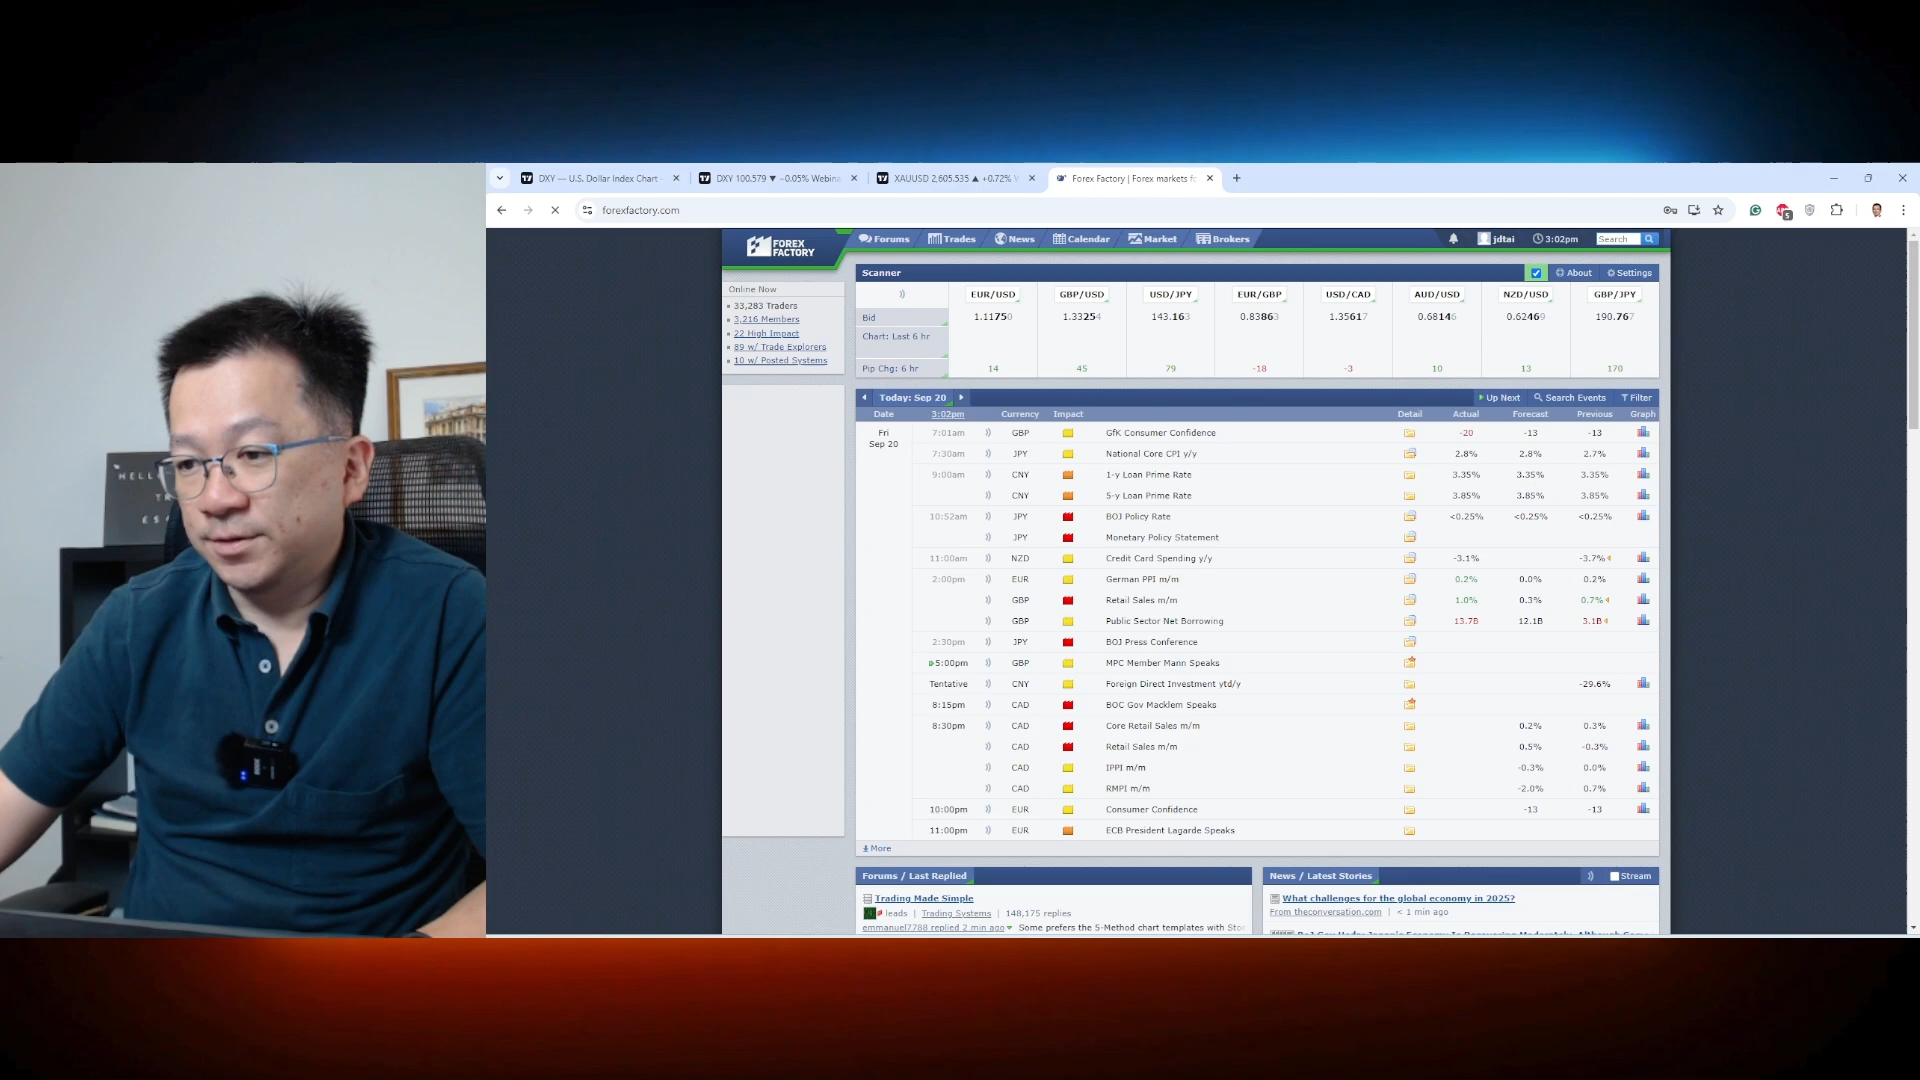 DXY — U.S. Dollar Index Chart
DXY 100.579 ▼ −0.05% Webina
XAUUSD 2,605.535 ▲ +0.72%
Forex Factory | Forex markets fo
forexfactory.com
5
HELL
TR
FOREX
FACTORY
Forums
Trades
News
Calendar
Market
Brokers
jdtai
3:02pm
Search
Online Now
33,283 Traders
3,216 Members
22 High Impact
89 w/ Trade Explorers
10 w/ Posted Systems
Scanner
About
Settings
EUR/USD GBP/USD USD/JPY EUR/GBP USD/CAD AUD/USD NZD/USD GBP/JPY
Bid 1.11750 1.33254 143.163 0.83863 1.35617 0.68146 0.62469 190.767
Chart: Last 6 hr
Pip Chg: 6 hr 14 45 79 -18 -3 10 13 170
Today: Sep 20 Up Next Search Events Filter
Date 3:02pm Currency Impact Detail Actual Forecast Previous Graph
Fri
Sep 20
7:01am GBP GfK Consumer Confidence -20 -13 -13
7:30am JPY National Core CPI y/y 2.8% 2.8% 2.7%
9:00am CNY 1-y Loan Prime Rate 3.35% 3.35% 3.35%
CNY 5-y Loan Prime Rate 3.85% 3.85% 3.85%
10:52am JPY BOJ Policy Rate <0.25% <0.25% <0.25%
JPY Monetary Policy Statement
11:00am NZD Credit Card Spending y/y -3.1% -3.7%
2:00pm EUR German PPI m/m 0.2% 0.0% 0.2%
GBP Retail Sales m/m 1.0% 0.3% 0.7%
GBP Public Sector Net Borrowing 13.7B 12.1B 3.1B
2:30pm JPY BOJ Press Conference
5:00pm GBP MPC Member Mann Speaks
Tentative CNY Foreign Direct Investment ytd/y -29.6%
8:15pm CAD BOC Gov Macklem Speaks
8:30pm CAD Core Retail Sales m/m 0.2% 0.3%
CAD Retail Sales m/m 0.5% -0.3%
CAD IPPI m/m -0.3% 0.0%
CAD RMPI m/m -2.0% 0.7%
10:00pm EUR Consumer Confidence -13 -13
11:00pm EUR ECB President Lagarde Speaks
More
Forums / Last Replied
Trading Made Simple
leads | Trading Systems | 148,175 replies
emmanuel7788 replied 2 min ago Some prefers the 5-Method chart templates with Sto
News / Latest Stories
Stream
What challenges for the global economy in 2025?
From theconversation.com | < 1 min ago